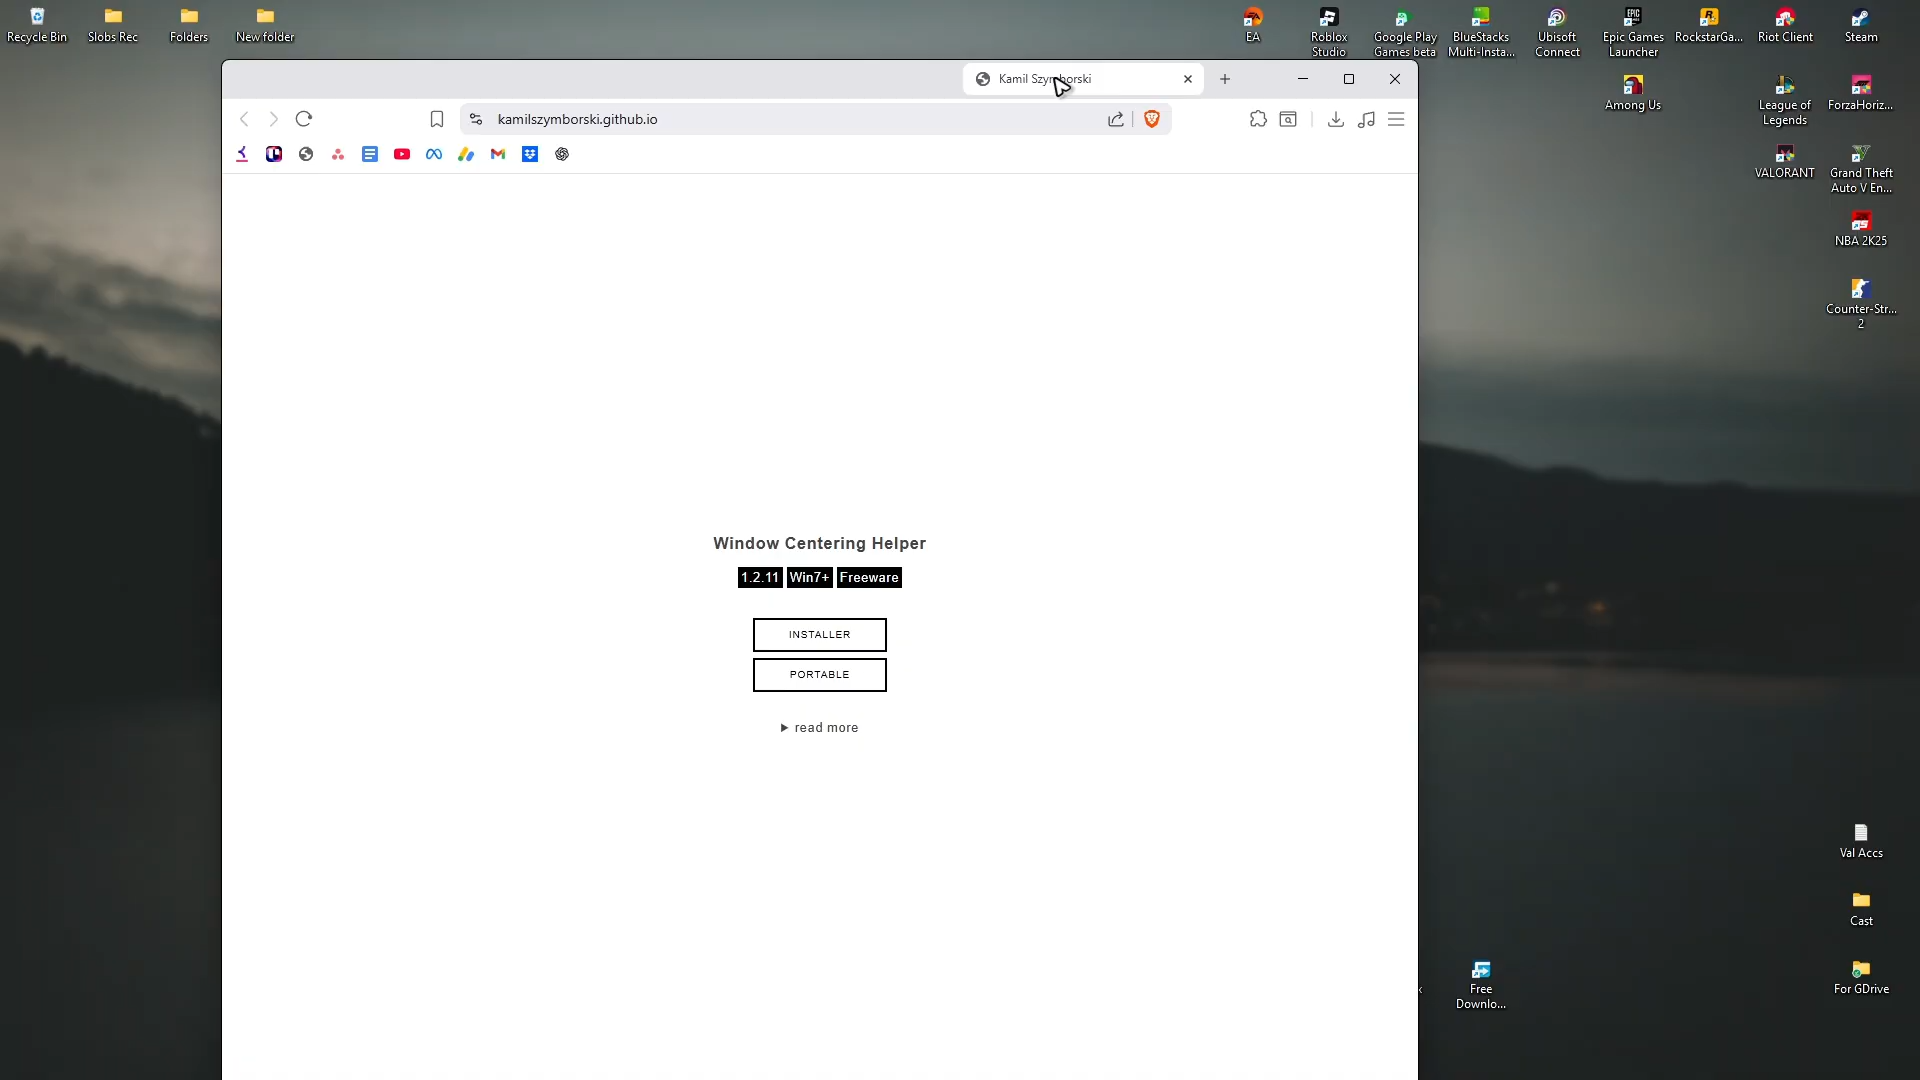 Recycle Bin
Slobs Rec
Folders
New folder
EA
Roblox
Studio
Google Play
Games beta
BlueStacks
Multi-Insta...
Ubisoft
Connect
Epic Games
Launcher
RockstarGa...
Riot Client
Steam
Kamil Szymborski
Among Us
League of
Legends
ForzaHoriz...
kamilszymborski.github.io
VALORANT
Grand Theft
Auto V En...
NBA 2K25
Counter-Str...
2
Window Centering Helper
1.2.11 Win7+ Freeware
INSTALLER
PORTABLE
read more
Val Accs
Cast
Free
Downlo...
For GDrive